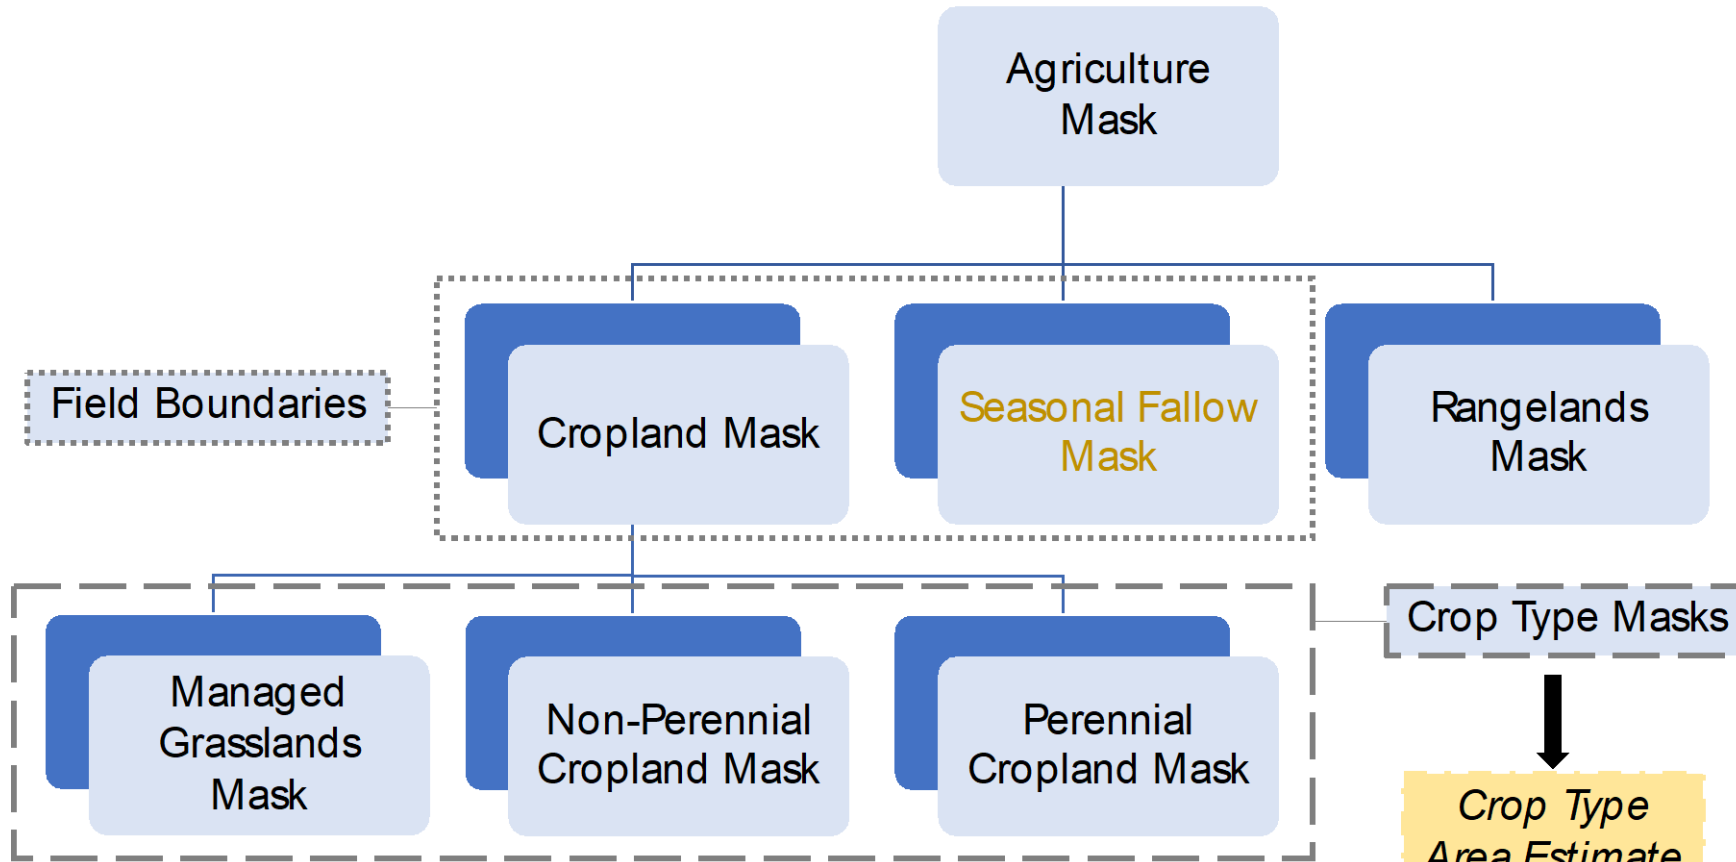 Agriculture
Mask
Field Boundaries
Cropland Mask
Seasonal Fallow
Mask
Rangelands
Mask
Managed
Grasslands
Mask
Non-Perennial
Cropland Mask
Perennial
Cropland Mask
Crop Type Masks
Crop Type
Area Estimate